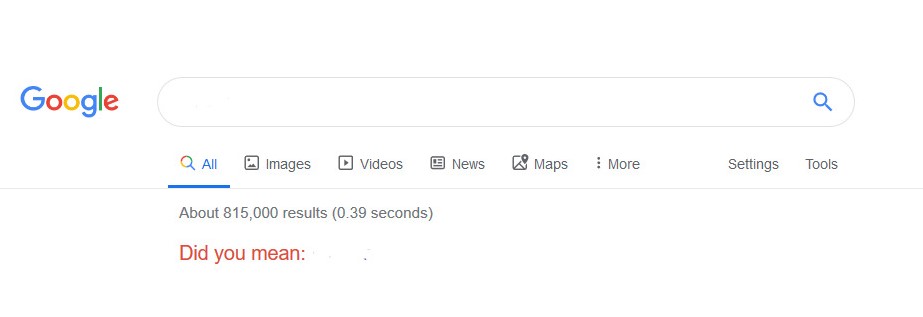 Google
All Images Videos News Maps More Settings Tools
About 815,000 results (0.39 seconds)
Did you mean: